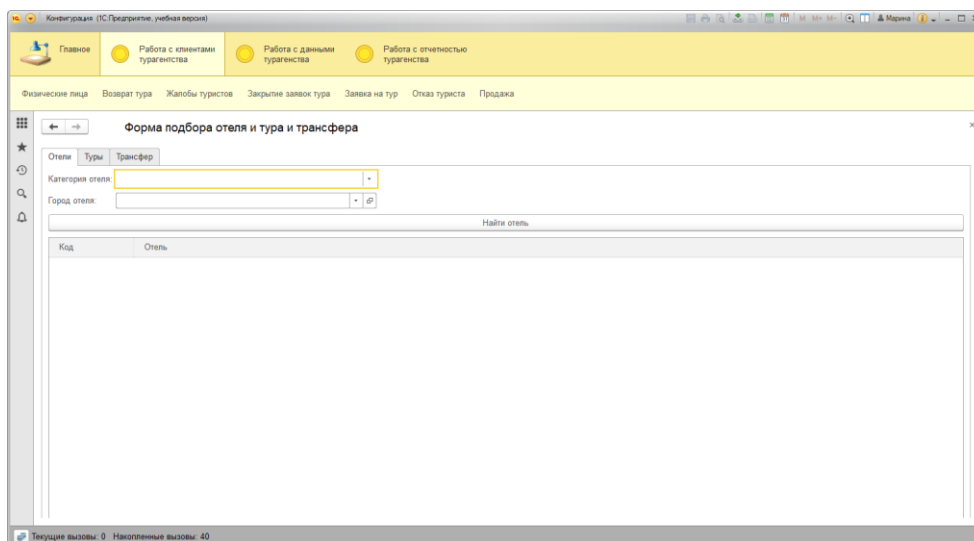 Конфигурация (1С:Предприятие, учебная версия)
M M+ M- Марина
Главное
Работа с клиентами
турагентства
Работа с данными
турагенства
Работа с отчетностью
турагенства
Физические лица Возврат тура Жалобы туристов Закрытие заявок тура Заявка на тур Отказ туриста Продажа
Форма подбора отеля и тура и трансфера
Отели Туры Трансфер
Категория отеля:
Город отеля:
Найти отель
Код Отель
Текущие вызовы: 0 Накопленные вызовы: 40